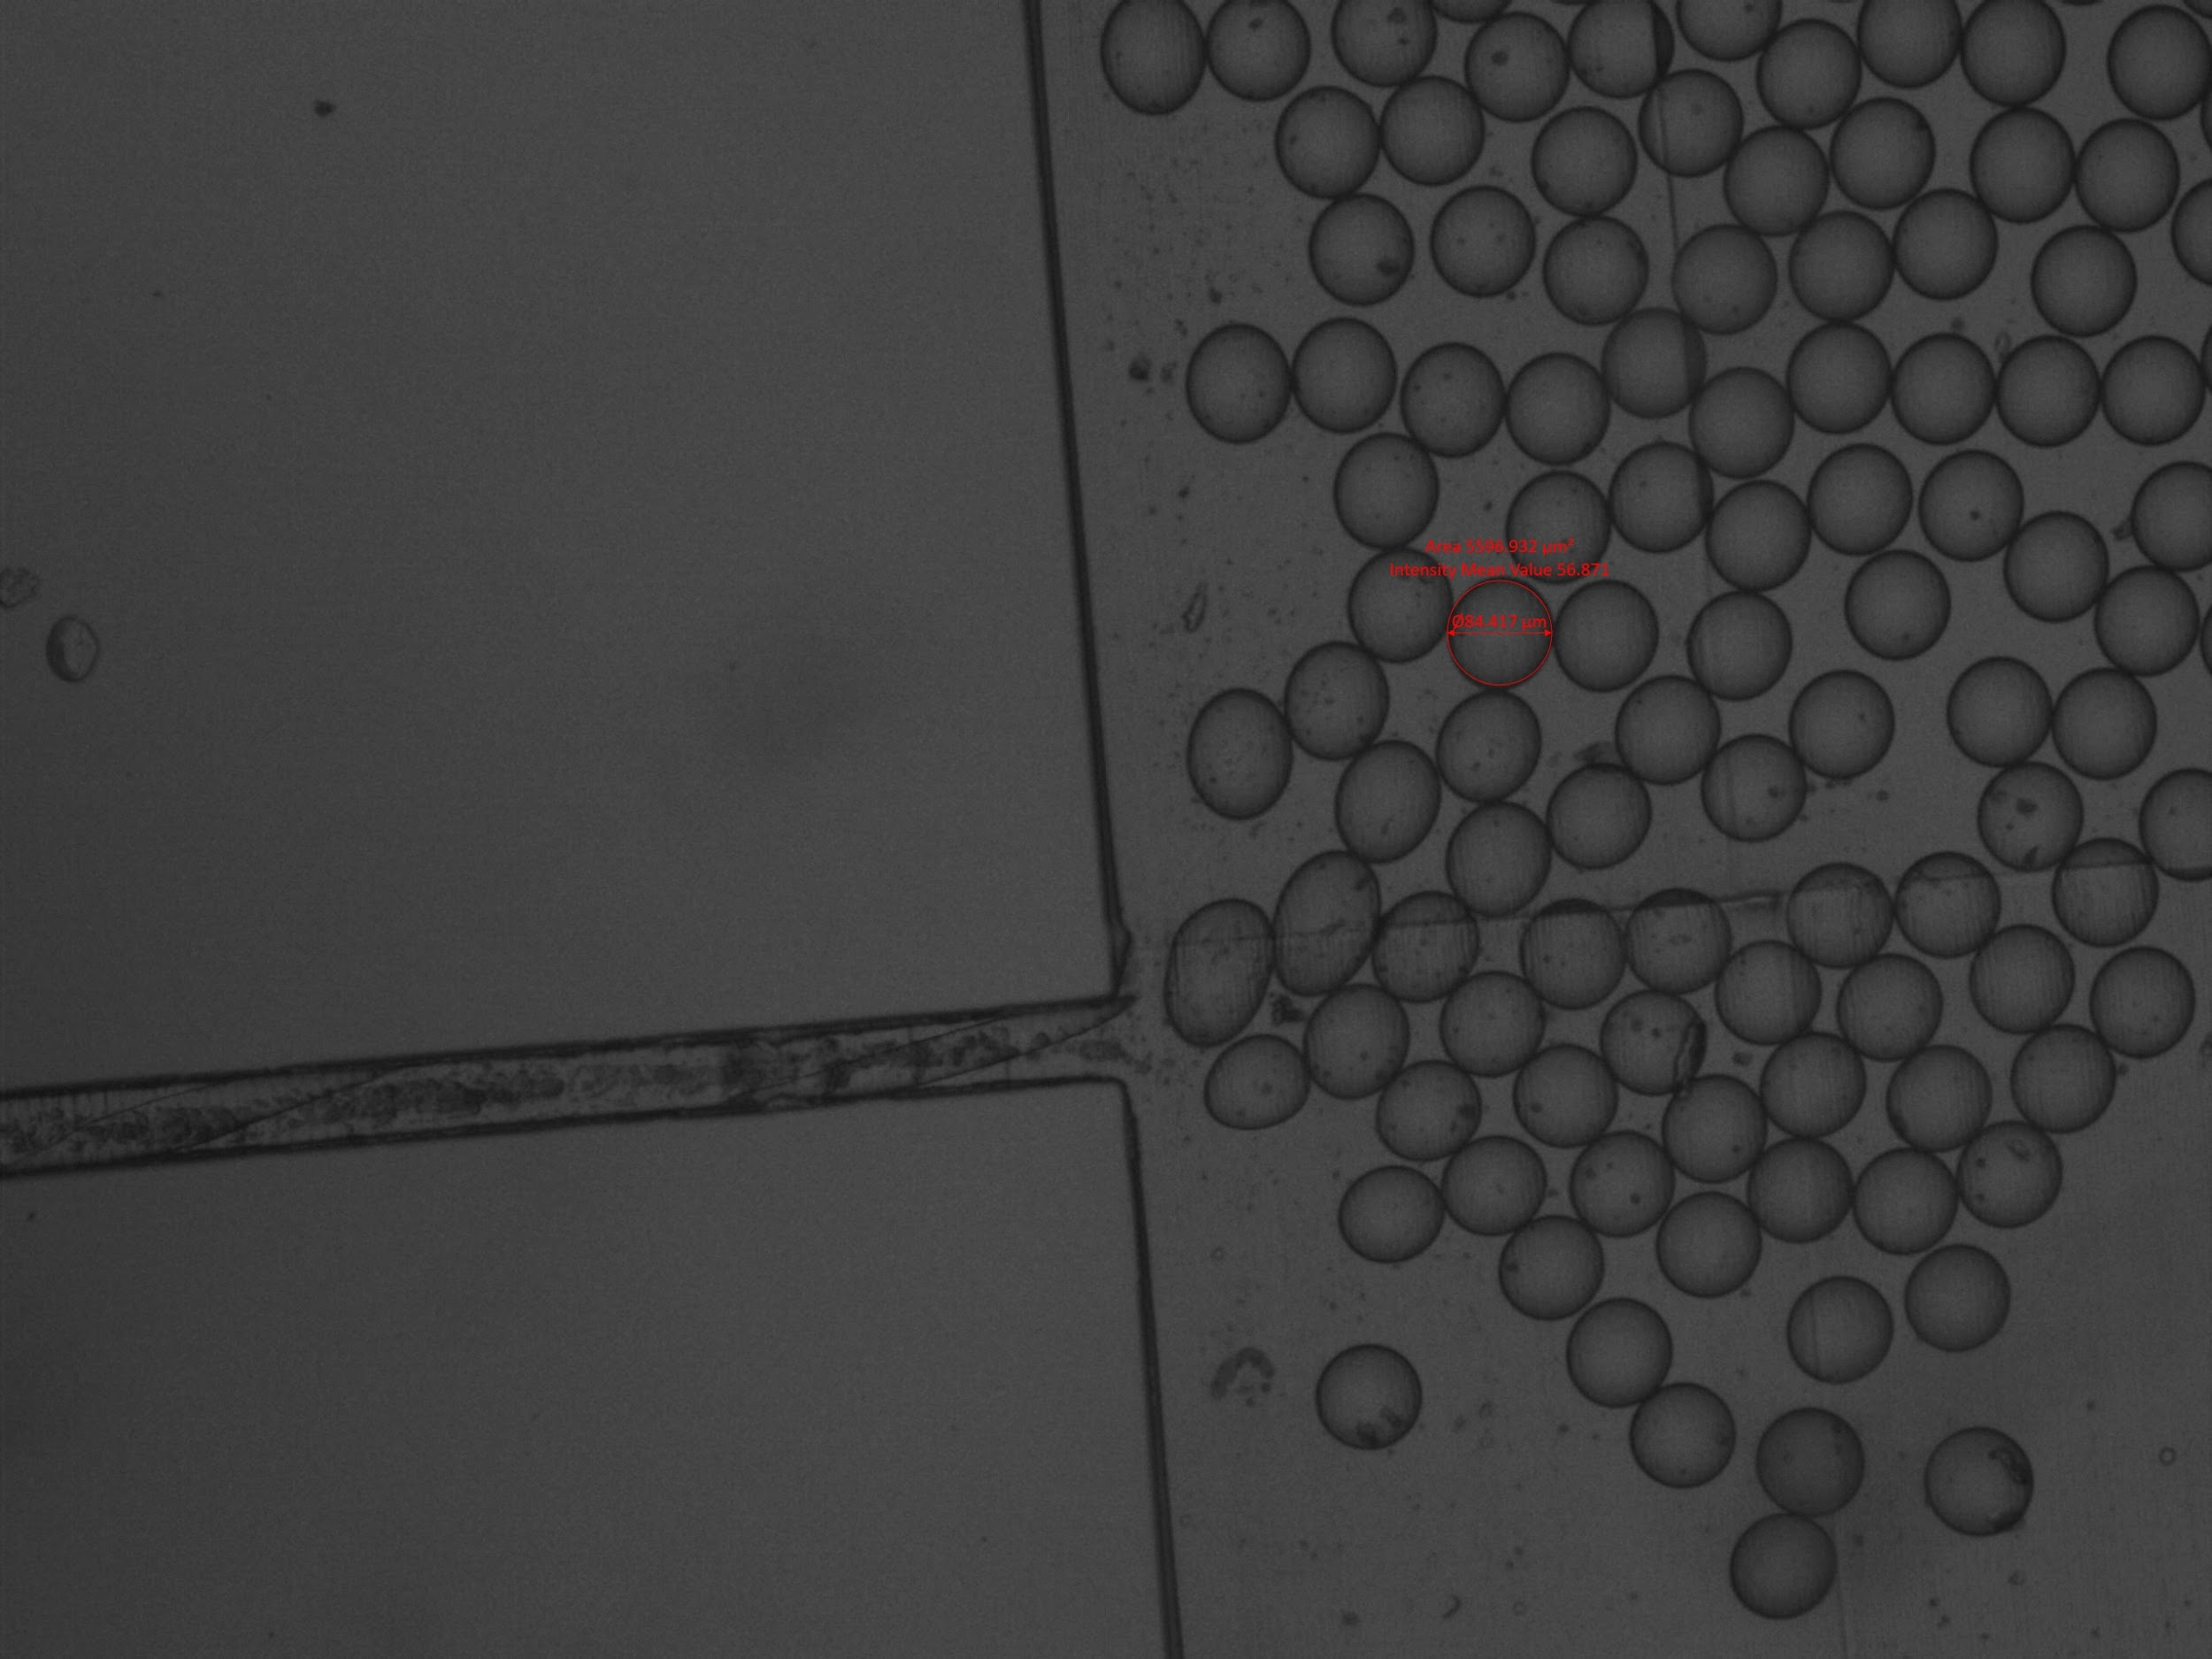 Area 5596.932 µm²
Intensity Mean Value 56.871
Ø84.417 µm